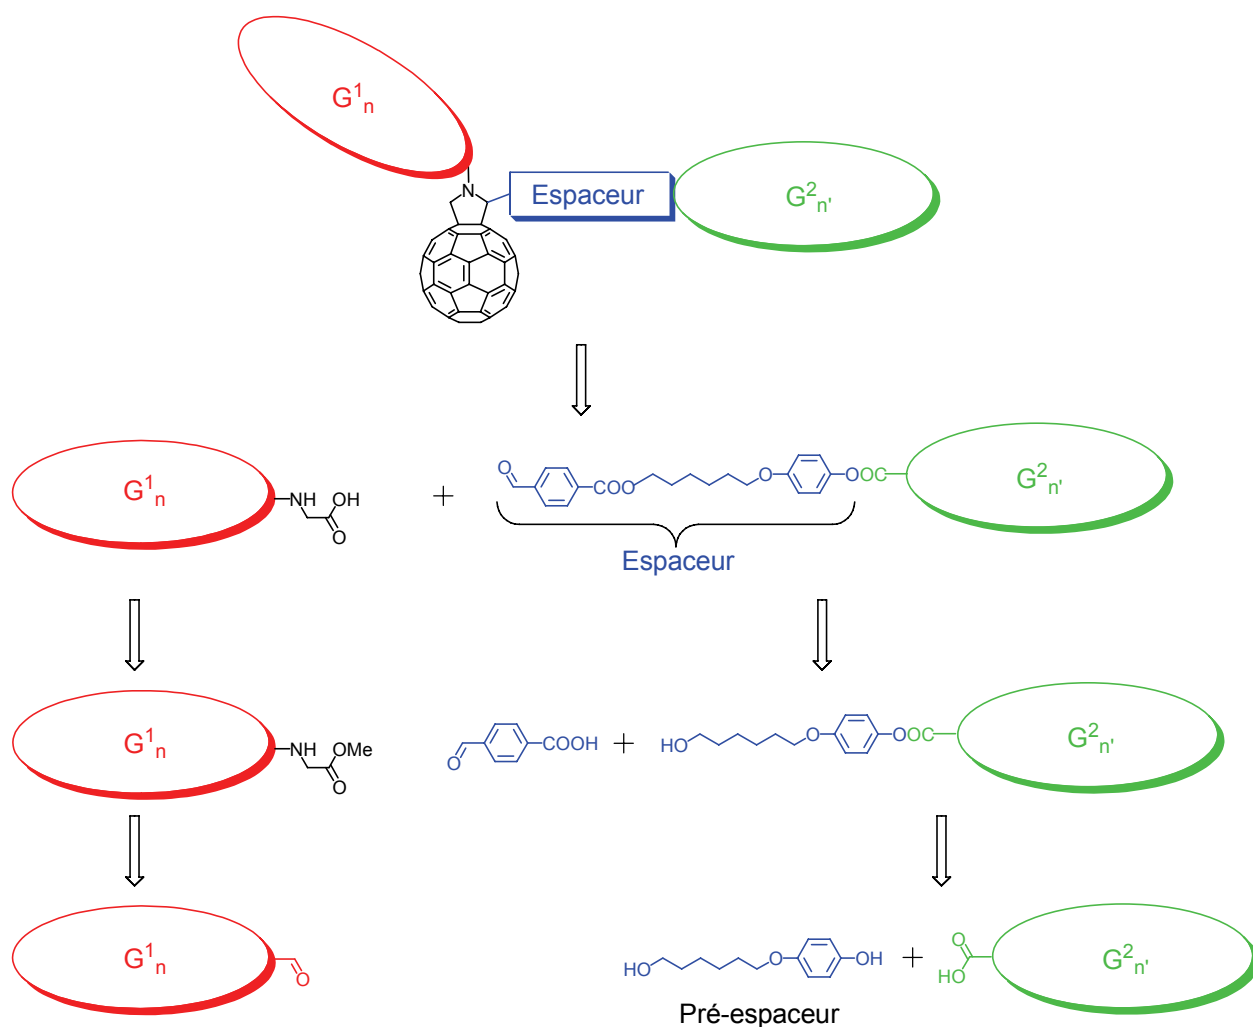 G¹ₙ
N
Espaceur
G²ₙ'
G¹ₙ
NH
OH
O
+
O
COO
O
OOC
G²ₙ'
Espaceur
G¹ₙ
NH
OMe
O
O
COOH
+
HO
O
OOC
G²ₙ'
G¹ₙ
O
HO
O
OH
+
O
HO
G²ₙ'
Pré-espaceur